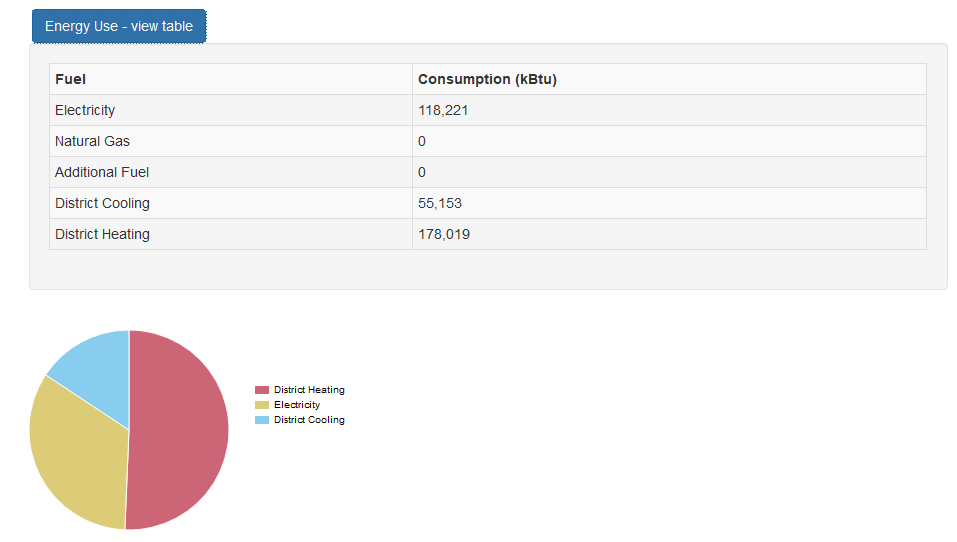 Energy Use - view table
Fuel Consumption (kBtu)
Electricity 118,221
Natural Gas 0
Additional Fuel 0
District Cooling 55,153
District Heating 178,019
District Heating
Electricity
District Cooling